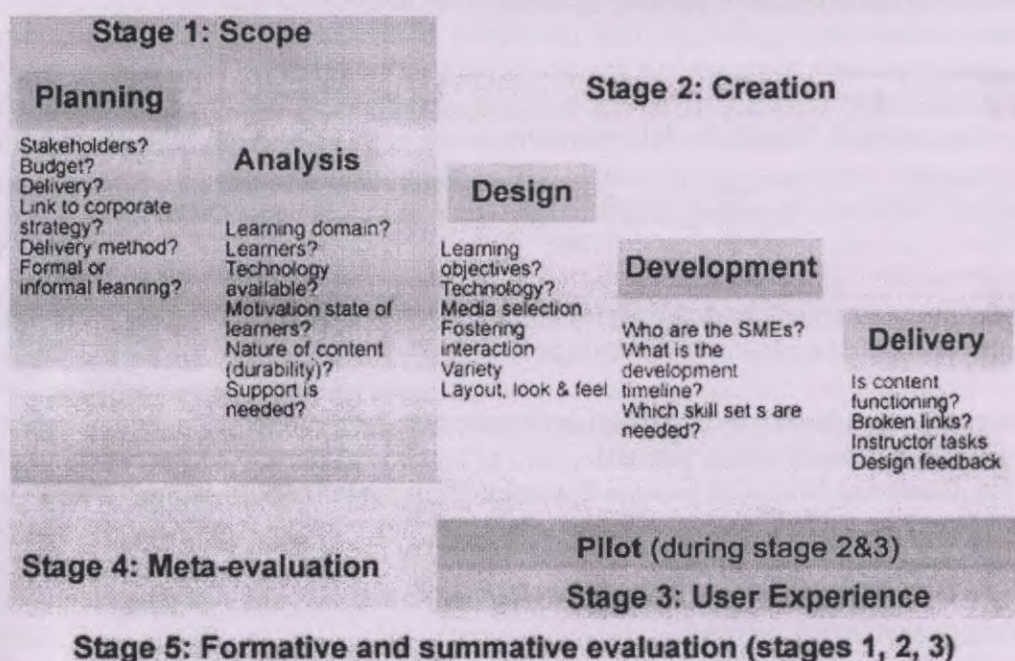 Stage 1: Scope
Planning
Stakeholders?
Budget?
Delivery?
Link to corporate
strategy?
Delivery method?
Formal or
informal leanring?
Analysis
Learning domain?
Learners?
Technology
available?
Motivation state of
learners?
Nature of content
(durability)?
Support is
needed?
Stage 2: Creation
Design
Learning
objectives?
Technology?
Media selection
Fostering
interaction
Variety
Layout, look & feel
Development
Who are the SMEs?
What is the
development
timeline?
Which skill set s are
needed?
Delivery
Is content
functioning?
Broken links?
Instructor tasks
Design feedback
Stage 4: Meta-evaluation
Pilot (during stage 2&3)
Stage 3: User Experience
Stage 5: Formative and summative evaluation (stages 1, 2, 3)